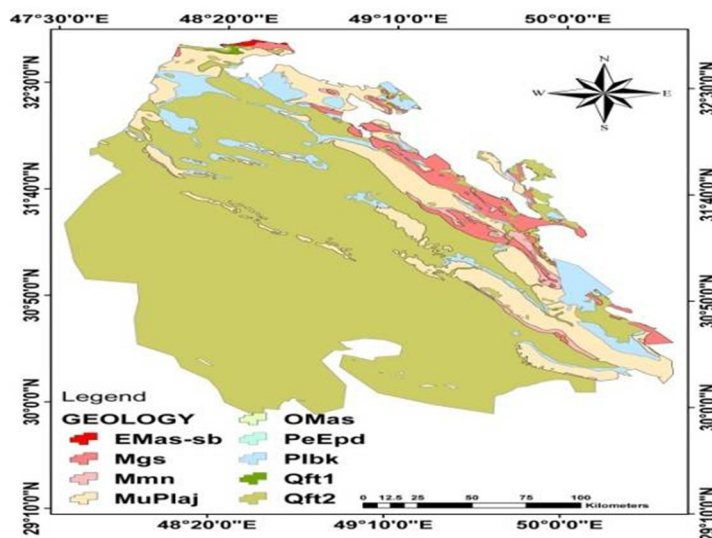 47°30'0"E 48°20'0"E 49°10'0"E 50°0'0"E
32°30'0"N
31°40'0"N
30°50'0"N
30°0'0"N
29°10'0"N
N
W E
S
32°30'0"N
31°40'0"N
30°50'0"N
30°0'0"N
29°10'0"N
Legend
GEOLOGY
EMas-sb
Mgs
Mmn
MuPlaj
OMas
PeEpd
Plbk
Qft1
Qft2
0 12.5 25 50 75 100
Kilometers
48°20'0"E 49°10'0"E 50°0'0"E